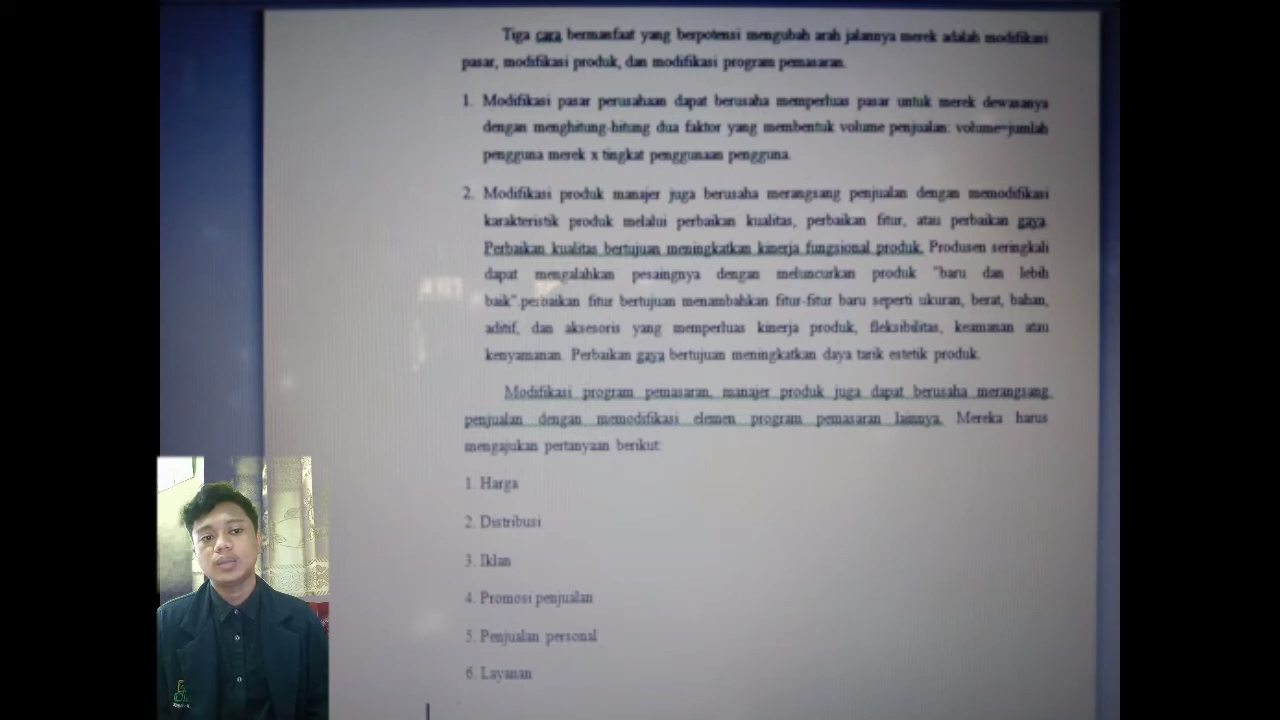 Tiga cara bermanfaat yang berpotensi mengubah arah jalannya merek adalah modifikasi
pasar, modifikasi produk, dan modifikasi program pemasaran.
1. Modifikasi pasar perusahaan dapat berusaha memperluas pasar untuk merek dewasanya
dengan menghitung-hitung dua faktor yang membentuk volume penjualan: volume=jumlah
pengguna merek x tingkat penggunaan pengguna.
2. Modifikasi produk manajer juga berusaha merangsang penjualan dengan memodifikasi
karakteristik produk melalui perbaikan kualitas, perbaikan fitur, atau perbaikan gaya.
Perbaikan kualitas bertujuan meningkatkan kinerja fungsional produk. Produsen seringkali
dapat mengalahkan pesaingnya dengan meluncurkan produk "baru dan lebih
baik".perbaikan fitur bertujuan menambahkan fitur-fitur baru seperti ukuran, berat, bahan,
aditif, dan aksesoris yang memperluas kinerja produk, fleksibilitas, keamanan atau
kenyamanan. Perbaikan gaya bertujuan meningkatkan daya tarik estetik produk.
Modifikasi program pemasaran, manajer produk juga dapat berusaha merangsang
penjualan dengan memodifikasi elemen program pemasaran lainnya. Mereka harus
mengajukan pertanyaan berikut:
1. Harga
2. Distribusi
3. Iklan
4. Promosi penjualan
5. Penjualan personal
6. Layanan